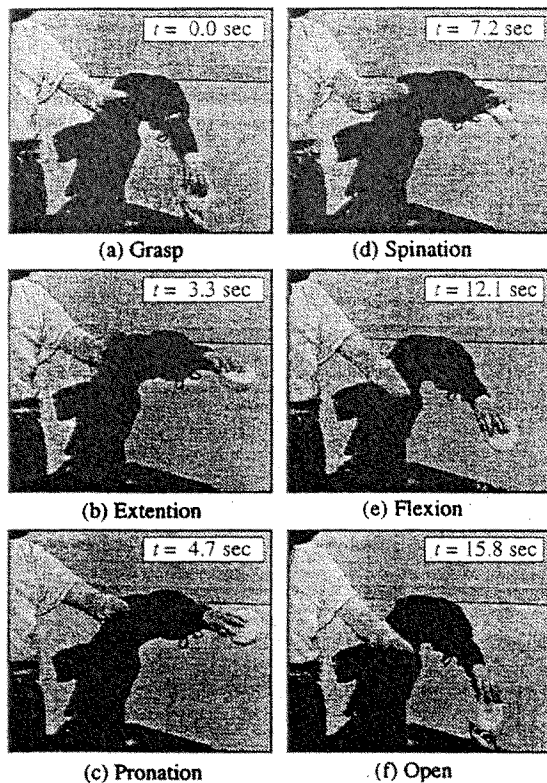 t = 0.0 sec
(a) Grasp
t = 3.3 sec
(b) Extention
t = 4.7 sec
(c) Pronation
t = 7.2 sec
(d) Spination
t = 12.1 sec
(e) Flexion
t = 15.8 sec
(f) Open